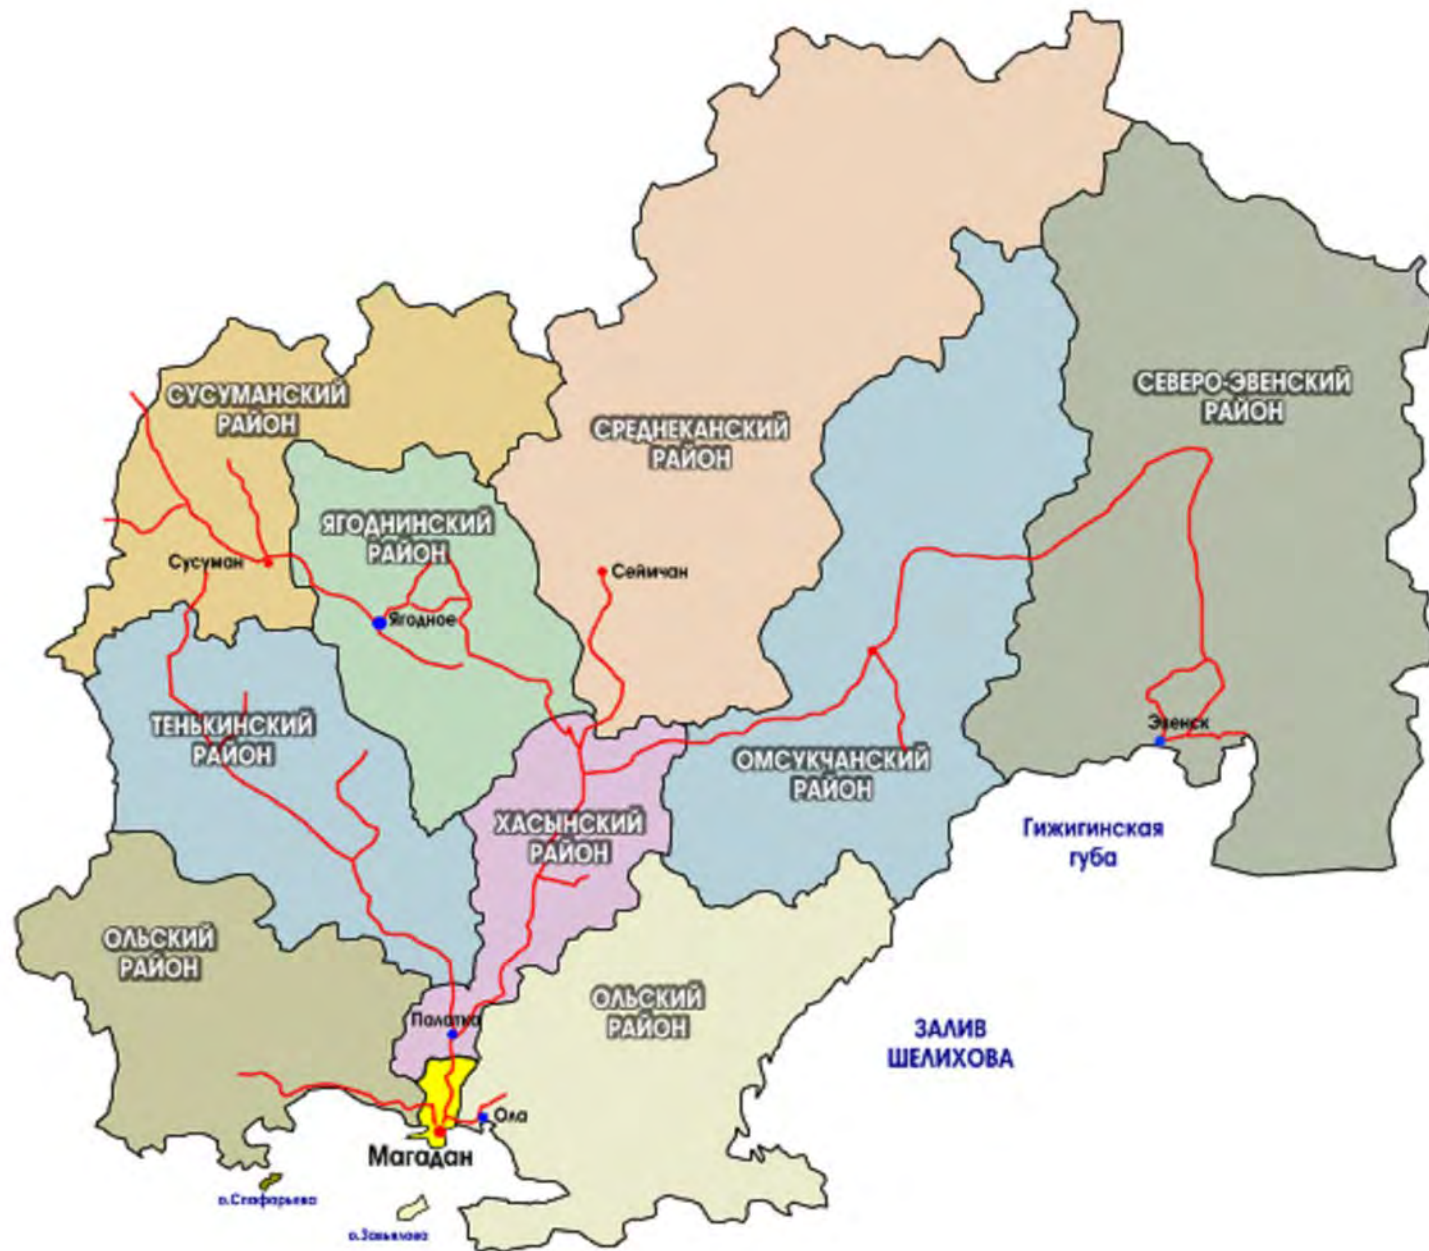 СУСУМАНСКИЙ
РАЙОН
СЕВЕРО-ЭВЕНСКИЙ
РАЙОН
СРЕДНЕКАНСКИЙ
РАЙОН
ЯГОДНИНСКИЙ
РАЙОН
Сусуман
Сеймчан
Ягодное
ТЕНЬКИНСКИЙ
РАЙОН
Эвенск
ОМСУКЧАНСКИЙ
РАЙОН
ХАСЫНСКИЙ
РАЙОН
Гижигинская
губа
ОЛЬСКИЙ
РАЙОН
ОЛЬСКИЙ
РАЙОН
Палатка
ЗАЛИВ
ШЕЛИХОВА
Ола
Магадан
о.Спафарьева
о.Завьялова